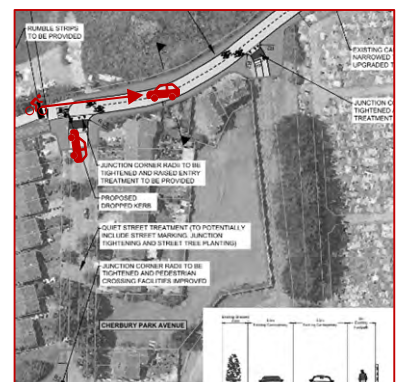 RUMBLE STRIPS
TO BE PROVIDED
EXISTING CA
NARROWED
UPGRADED T
JUNCTION CO
TIGHTENED A
TREATMENT
JUNCTION CORNER RADII TO BE
TIGHTENED AND RAISED ENTRY
TREATMENT TO BE PROVIDED
PROPOSED
DROPPED KERB
QUIET STREET TREATMENT (TO POTENTIALLY
INCLUDE STREET MARKING, JUNCTION
TIGHTENING AND STREET TREE PLANTING)
JUNCTION CORNER RADII TO BE
TIGHTENED AND PEDESTRIAN
CROSSING FACILITIES IMPROVED
CHERBURY PARK AVENUE